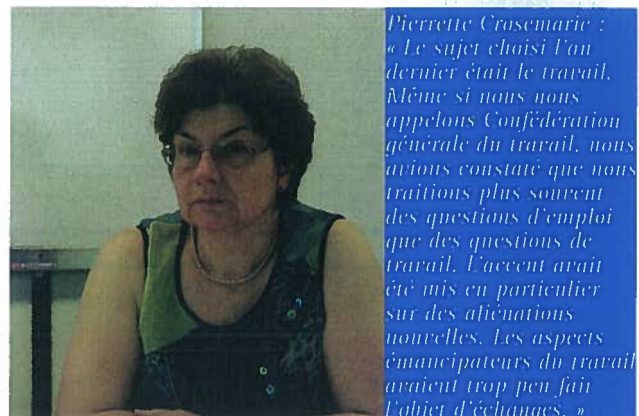 Pierrette Crosemarie :
« Le sujet choisi l'an
dernier était le travail.
Même si nous nous
appelons Confédération
générale du travail, nous
avions constaté que nous
traitions plus souvent
des questions d'emploi
que des questions de
travail. L'accent avait
été mis en particulier
sur des aliénations
nouvelles. Les aspects
émancipateurs du travail
avaient trop peu fait
l'objet d'échanges. »